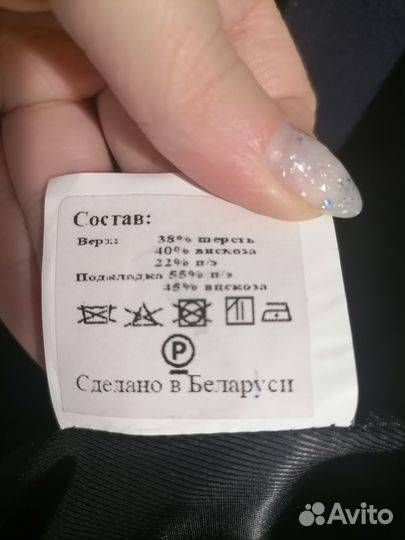 Состав:
Верх: 38% шерсть
40% вискоза
22% п/э
Подкладка 55% п/э
45% вискоза
P
Сделано в Беларуси
Avito